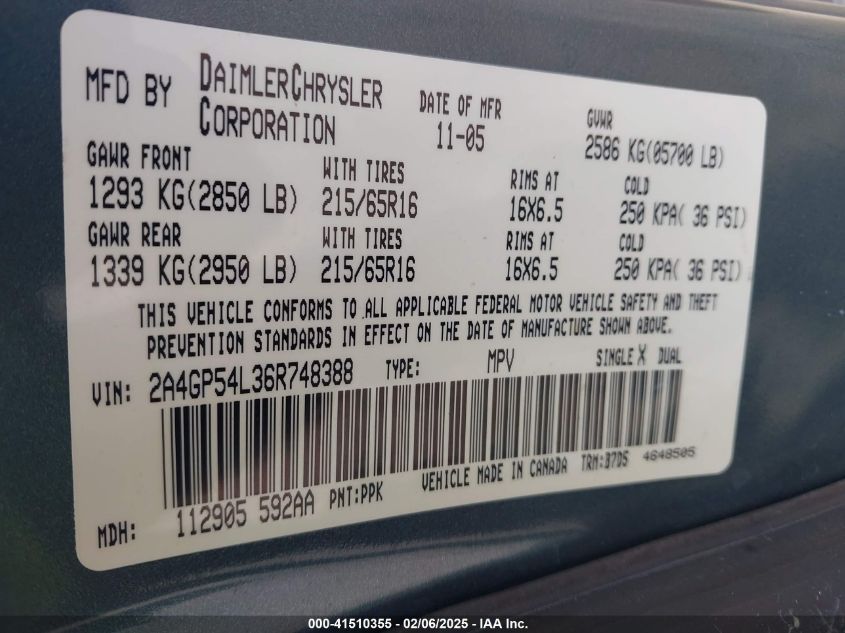 MFD BY DAIMLERCHRYSLER CORPORATION DATE OF MFR 11-05 GVWR 2586 KG(05700 LB)
GAWR FRONT WITH TIRES RIMS AT COLD
1293 KG(2850 LB) 215/65R16 16X6.5 250 KPA( 36 PSI)
GAWR REAR WITH TIRES RIMS AT COLD
1339 KG(2950 LB) 215/65R16 16X6.5 250 KPA( 36 PSI)
THIS VEHICLE CONFORMS TO ALL APPLICABLE FEDERAL MOTOR VEHICLE SAFETY AND THEFT
PREVENTION STANDARDS IN EFFECT ON THE DATE OF MANUFACTURE SHOWN ABOVE.
VIN: 2A4GP54L36R748388 TYPE: MPV SINGLE X DUAL
MDH: 112905 592AA PNT:PPK VEHICLE MADE IN CANADA TRM:B7D5 4648505
000-41510355 - 02/06/2025 - IAA Inc.